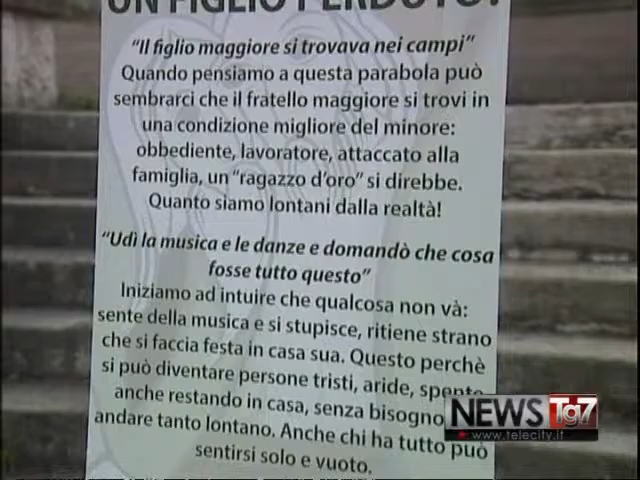 UN FIGLIO PERDUTO?
"Il figlio maggiore si trovava nei campi"
Quando pensiamo a questa parabola può
sembrarci che il fratello maggiore si trovi in
una condizione migliore del minore:
obbediente, lavoratore, attaccato alla
famiglia, un "ragazzo d'oro" si direbbe.
Quanto siamo lontani dalla realtà!
"Udì la musica e le danze e domandò che cosa
fosse tutto questo"
Iniziamo ad intuire che qualcosa non và:
sente della musica e si stupisce, ritiene strano
che si faccia festa in casa sua. Questo perchè
si può diventare persone tristi, aride, spente
anche restando in casa, senza bisogno
andare tanto lontano. Anche chi ha tutto può
sentirsi solo e vuoto.
NEWS Tg7
www.telecity.it